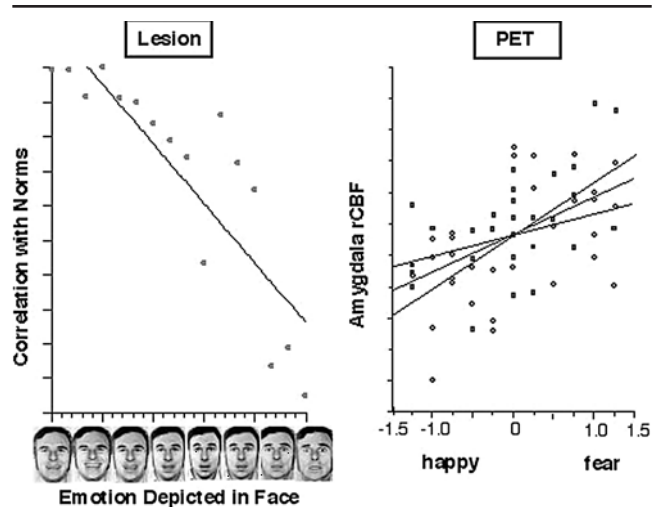 Lesion
Correlation with Norms
Emotion Depicted in Face
PET
Amygdala rCBF
-1.5 -1.0 0 1.0 1.5
happy fear